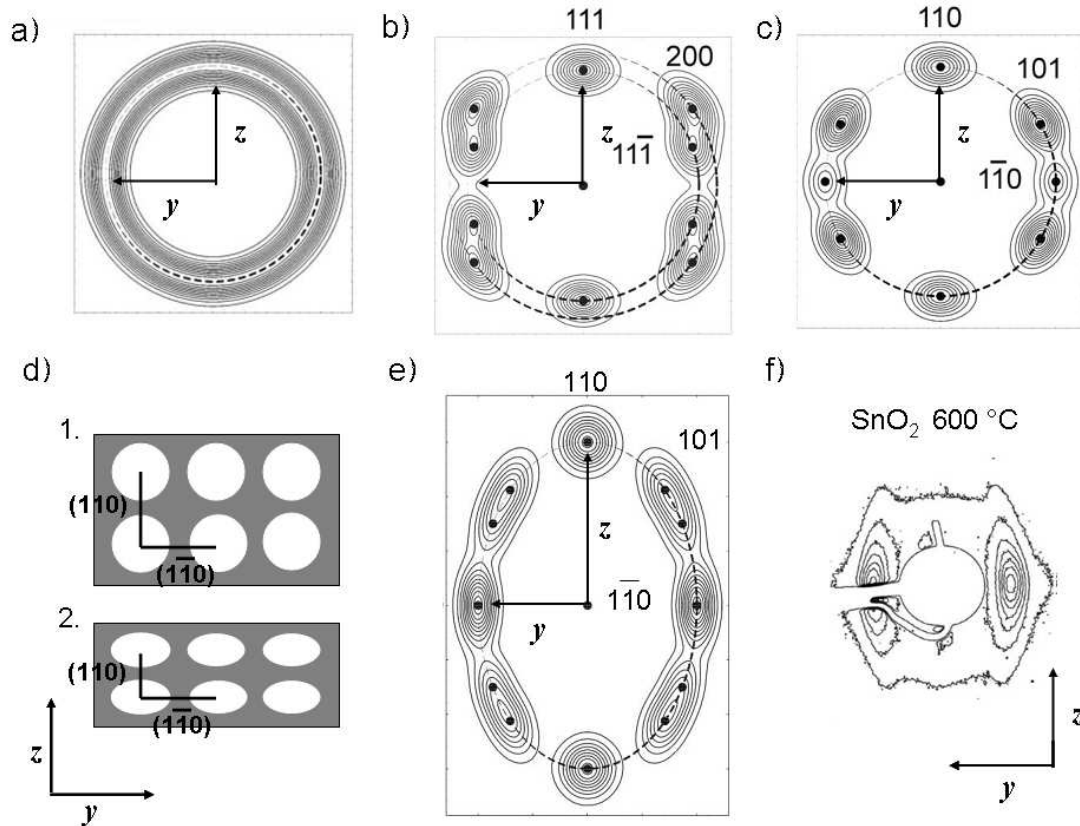 a)
z
y
b)
111
200
z
111̅
y
c)
110
101
z
11̅0
y
d)
1.
(110)
(11̅0)
2.
(110)
(11̅0)
z
y
e)
110
101
z
11̅0
y
f)
SnO₂ 600 °C
z
y